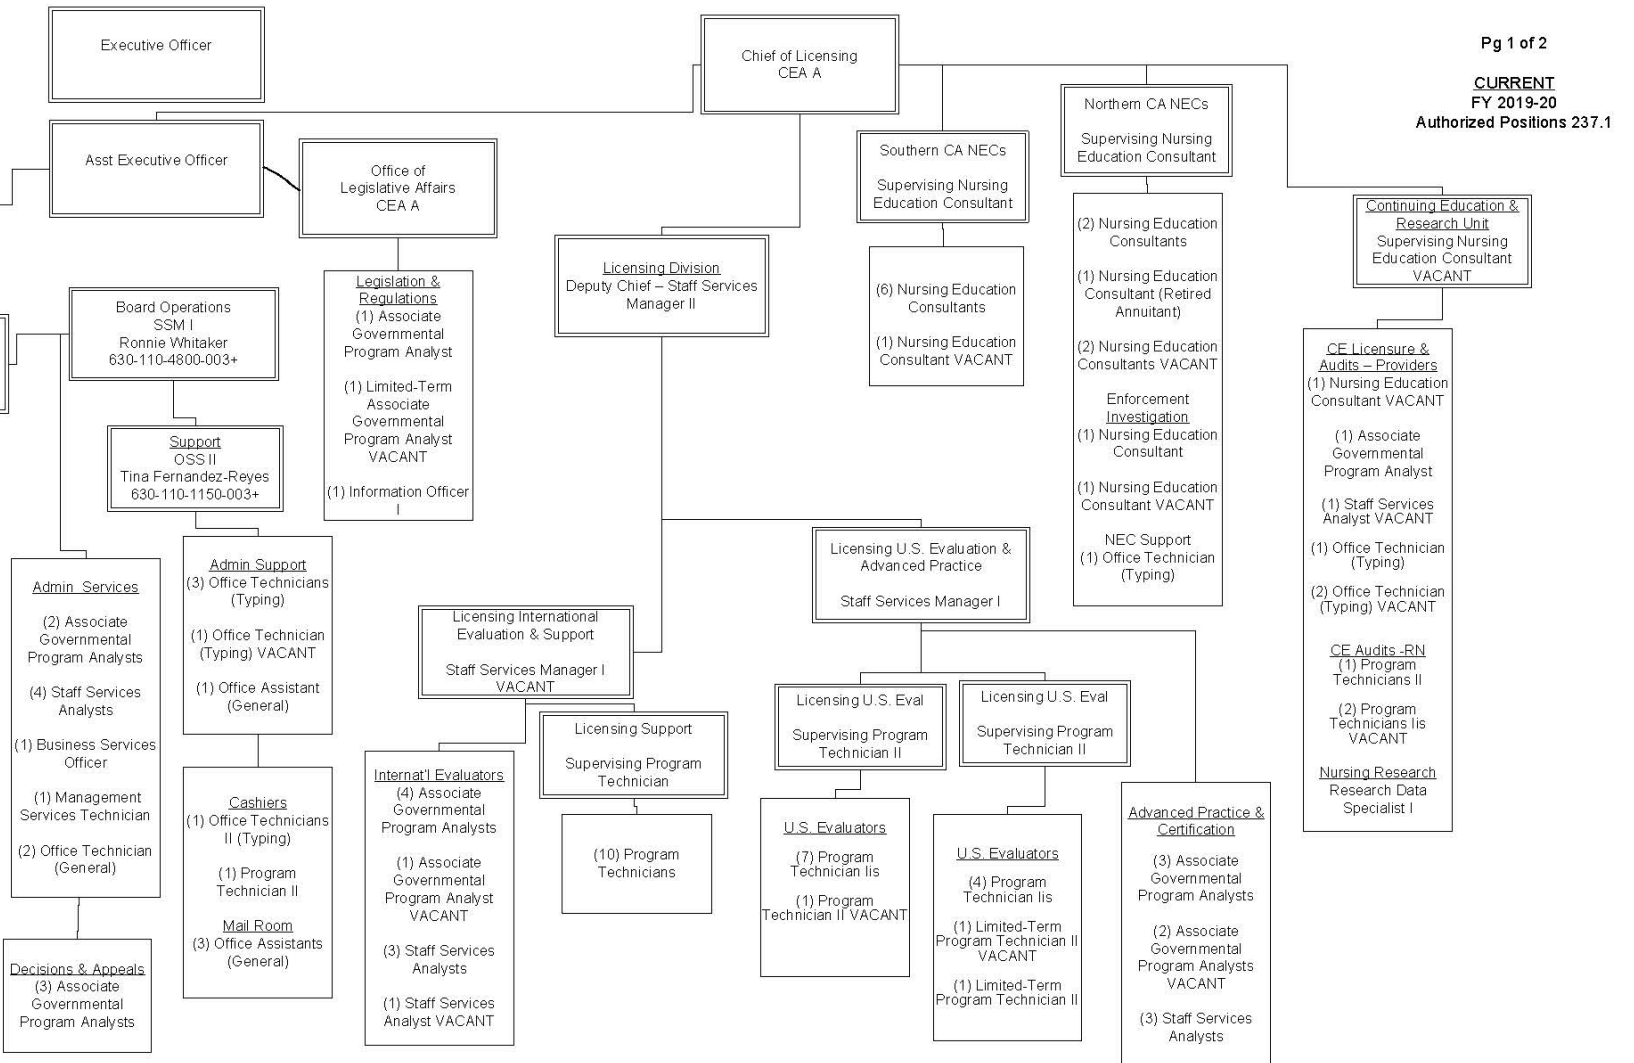 Executive Officer
Chief of Licensing
CEA A
Pg 1 of 2
CURRENT
FY 2019-20
Authorized Positions 237.1
Asst Executive Officer
Office of
Legislative Affairs
CEA A
Southern CA NECs
Supervising Nursing
Education Consultant
Northern CA NECs
Supervising Nursing
Education Consultant
Continuing Education &
Research Unit
Supervising Nursing
Education Consultant
VACANT
Licensing Division
Deputy Chief – Staff Services
Manager II
(6) Nursing Education
Consultants
(1) Nursing Education
Consultant VACANT
(2) Nursing Education
Consultants
(1) Nursing Education
Consultant (Retired
Annuitant)
(2) Nursing Education
Consultants VACANT
Enforcement
Investigation
(1) Nursing Education
Consultant
(1) Nursing Education
Consultant VACANT
NEC Support
(1) Office Technician
(Typing)
Legislation &
Regulations
(1) Associate
Governmental
Program Analyst
(1) Limited-Term
Associate
Governmental
Program Analyst
VACANT
(1) Information Officer
I
Board Operations
SSM I
Ronnie Whitaker
630-110-4800-003+
Support
OSS II
Tina Fernandez-Reyes
630-110-1150-003+
CE Licensure &
Audits – Providers
(1) Nursing Education
Consultant VACANT
(1) Associate
Governmental
Program Analyst
(1) Staff Services
Analyst VACANT
(1) Office Technician
(Typing)
(2) Office Technician
(Typing) VACANT
CE Audits -RN
(1) Program
Technicians II
(2) Program
Technicians Iis
VACANT
Nursing Research
Research Data
Specialist I
Admin Services
(2) Associate
Governmental
Program Analysts
(4) Staff Services
Analysts
(1) Business Services
Officer
(1) Management
Services Technician
(2) Office Technician
(General)
Admin Support
(3) Office Technicians
(Typing)
(1) Office Technician
(Typing) VACANT
(1) Office Assistant
(General)
Licensing International
Evaluation & Support
Staff Services Manager I
VACANT
Licensing U.S. Evaluation &
Advanced Practice
Staff Services Manager I
Licensing Support
Supervising Program
Technician
Licensing U.S. Eval
Supervising Program
Technician II
Licensing U.S. Eval
Supervising Program
Technician II
Cashiers
(1) Office Technicians
II (Typing)
(1) Program
Technician II
Mail Room
(3) Office Assistants
(General)
Internat'l Evaluators
(4) Associate
Governmental
Program Analysts
(1) Associate
Governmental
Program Analyst
VACANT
(3) Staff Services
Analysts
(1) Staff Services
Analyst VACANT
(10) Program
Technicians
U.S. Evaluators
(7) Program
Technician Iis
(1) Program
Technician II VACANT
U.S. Evaluators
(4) Program
Technician Iis
(1) Limited-Term
Program Technician II
VACANT
(1) Limited-Term
Program Technician II
Advanced Practice &
Certification
(3) Associate
Governmental
Program Analysts
(2) Associate
Governmental
Program Analysts
VACANT
(3) Staff Services
Analysts
Decisions & Appeals
(3) Associate
Governmental
Program Analysts